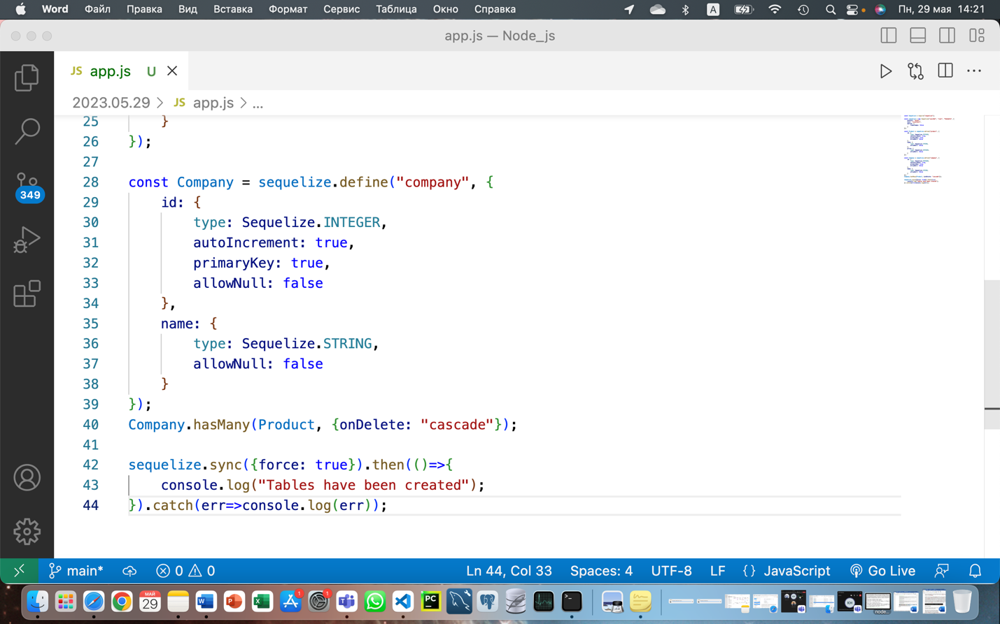 Word Файл Правка Вид Вставка Формат Сервис Таблица Окно Справка A Пн, 29 мая 14:21
app.js — Node_js
JS app.js U
2023.05.29 > JS app.js > ...
25 }
26 });
27
28 const Company = sequelize.define("company", {
29 id: {
30 type: Sequelize.INTEGER,
31 autoIncrement: true,
32 primaryKey: true,
33 allowNull: false
34 },
35 name: {
36 type: Sequelize.STRING,
37 allowNull: false
38 }
39 });
40 Company.hasMany(Product, {onDelete: "cascade"});
41
42 sequelize.sync({force: true}).then(()=>{
43 console.log("Tables have been created");
44 }).catch(err=>console.log(err));
349
main* 0 0 Ln 44, Col 33 Spaces: 4 UTF-8 LF {} JavaScript Go Live
МАЙ
29
W P X 1 1 PC KH node...